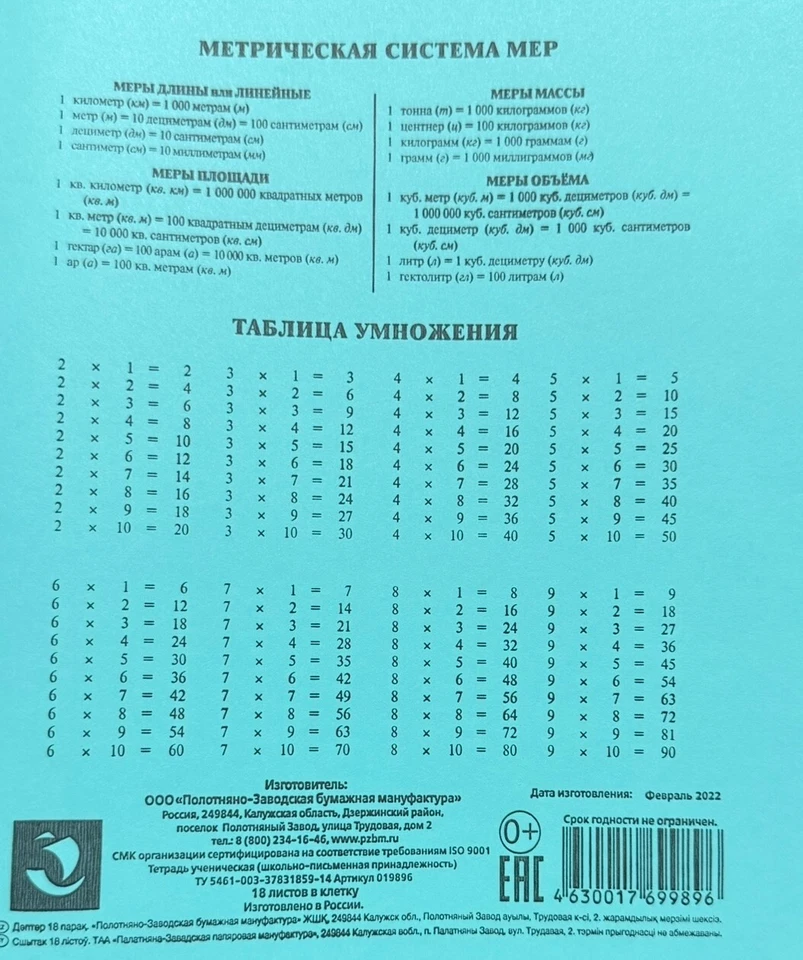 МЕТРИЧЕСКАЯ СИСТЕМА МЕР
МЕРЫ ДЛИНЫ или ЛИНЕЙНЫЕ
1 километр (км) = 1 000 метрам (м)
1 метр (м) = 10 дециметрам (дм) = 100 сантиметрам (см)
1 дециметр (дм) = 10 сантиметрам (см)
1 сантиметр (см) = 10 миллиметрам (мм)
МЕРЫ ПЛОЩАДИ
1 кв. километр (кв. км) = 1 000 000 квадратных метров
(кв. м)
1 кв. метр (кв. м) = 100 квадратным дециметрам (кв. дм)
= 10 000 кв. сантиметров (кв. см)
1 гектар (га) = 100 арам (а) = 10 000 кв. метров (кв. м)
1 ар (а) = 100 кв. метрам (кв. м)
МЕРЫ МАССЫ
1 тонна (т) = 1 000 килограммов (кг)
1 центнер (ц) = 100 килограммов (кг)
1 килограмм (кг) = 1 000 граммам (г)
1 грамм (г) = 1 000 миллиграммов (мг)
МЕРЫ ОБЪЁМА
1 куб. метр (куб. м) = 1 000 куб. дециметров (куб. дм) =
1 000 000 куб. сантиметров (куб. см)
1 куб. дециметр (куб. дм) = 1 000 куб. сантиметров
(куб. см)
1 литр (л) = 1 куб. дециметру (куб. дм)
1 гектолитр (гл) = 100 литрам (л)
ТАБЛИЦА УМНОЖЕНИЯ
2 × 1 = 2 3 × 1 = 3 4 × 1 = 4 5 × 1 = 5
2 × 2 = 4 3 × 2 = 6 4 × 2 = 8 5 × 2 = 10
2 × 3 = 6 3 × 3 = 9 4 × 3 = 12 5 × 3 = 15
2 × 4 = 8 3 × 4 = 12 4 × 4 = 16 5 × 4 = 20
2 × 5 = 10 3 × 5 = 15 4 × 5 = 20 5 × 5 = 25
2 × 6 = 12 3 × 6 = 18 4 × 6 = 24 5 × 6 = 30
2 × 7 = 14 3 × 7 = 21 4 × 7 = 28 5 × 7 = 35
2 × 8 = 16 3 × 8 = 24 4 × 8 = 32 5 × 8 = 40
2 × 9 = 18 3 × 9 = 27 4 × 9 = 36 5 × 9 = 45
2 × 10 = 20 3 × 10 = 30 4 × 10 = 40 5 × 10 = 50
6 × 1 = 6 7 × 1 = 7 8 × 1 = 8 9 × 1 = 9
6 × 2 = 12 7 × 2 = 14 8 × 2 = 16 9 × 2 = 18
6 × 3 = 18 7 × 3 = 21 8 × 3 = 24 9 × 3 = 27
6 × 4 = 24 7 × 4 = 28 8 × 4 = 32 9 × 4 = 36
6 × 5 = 30 7 × 5 = 35 8 × 5 = 40 9 × 5 = 45
6 × 6 = 36 7 × 6 = 42 8 × 6 = 48 9 × 6 = 54
6 × 7 = 42 7 × 7 = 49 8 × 7 = 56 9 × 7 = 63
6 × 8 = 48 7 × 8 = 56 8 × 8 = 64 9 × 8 = 72
6 × 9 = 54 7 × 9 = 63 8 × 9 = 72 9 × 9 = 81
6 × 10 = 60 7 × 10 = 70 8 × 10 = 80 9 × 10 = 90
Изготовитель:
ООО «Полотняно-Заводская бумажная мануфактура»
Россия, 249844, Калужская область, Дзержинский район,
поселок Полотняный Завод, улица Трудовая, дом 2
тел.: 8 (800) 234-16-46, www.pzbm.ru
СМК организации сертифицирована на соответствие требованиям ISO 9001
Тетрадь ученическая (школьно-письменная принадлежность)
ТУ 5461-003-37831859-14 Артикул 019896
18 листов в клетку
Изготовлено в России.
Дата изготовления: Февраль 2022
Срок годности не ограничен.
0+
EAC
4 630017 699896
Дәптер 18 парақ. «Полотняно-Заводская бумажная мануфактура» ЖШҚ, 249844 Калужск обл., Полотняный Завод ауылы, Трудовая к-сі, 2. жарамдылық мерзімі шексіз.
Сшытак 18 лістоў. ТАА «Палатняна-Заводская папяровая мануфактура», 249844 Калужская вобл., п. Палатняны Завод, вул. Трудавая, 2. тэрмін прыгоднасці не абмежаваны.